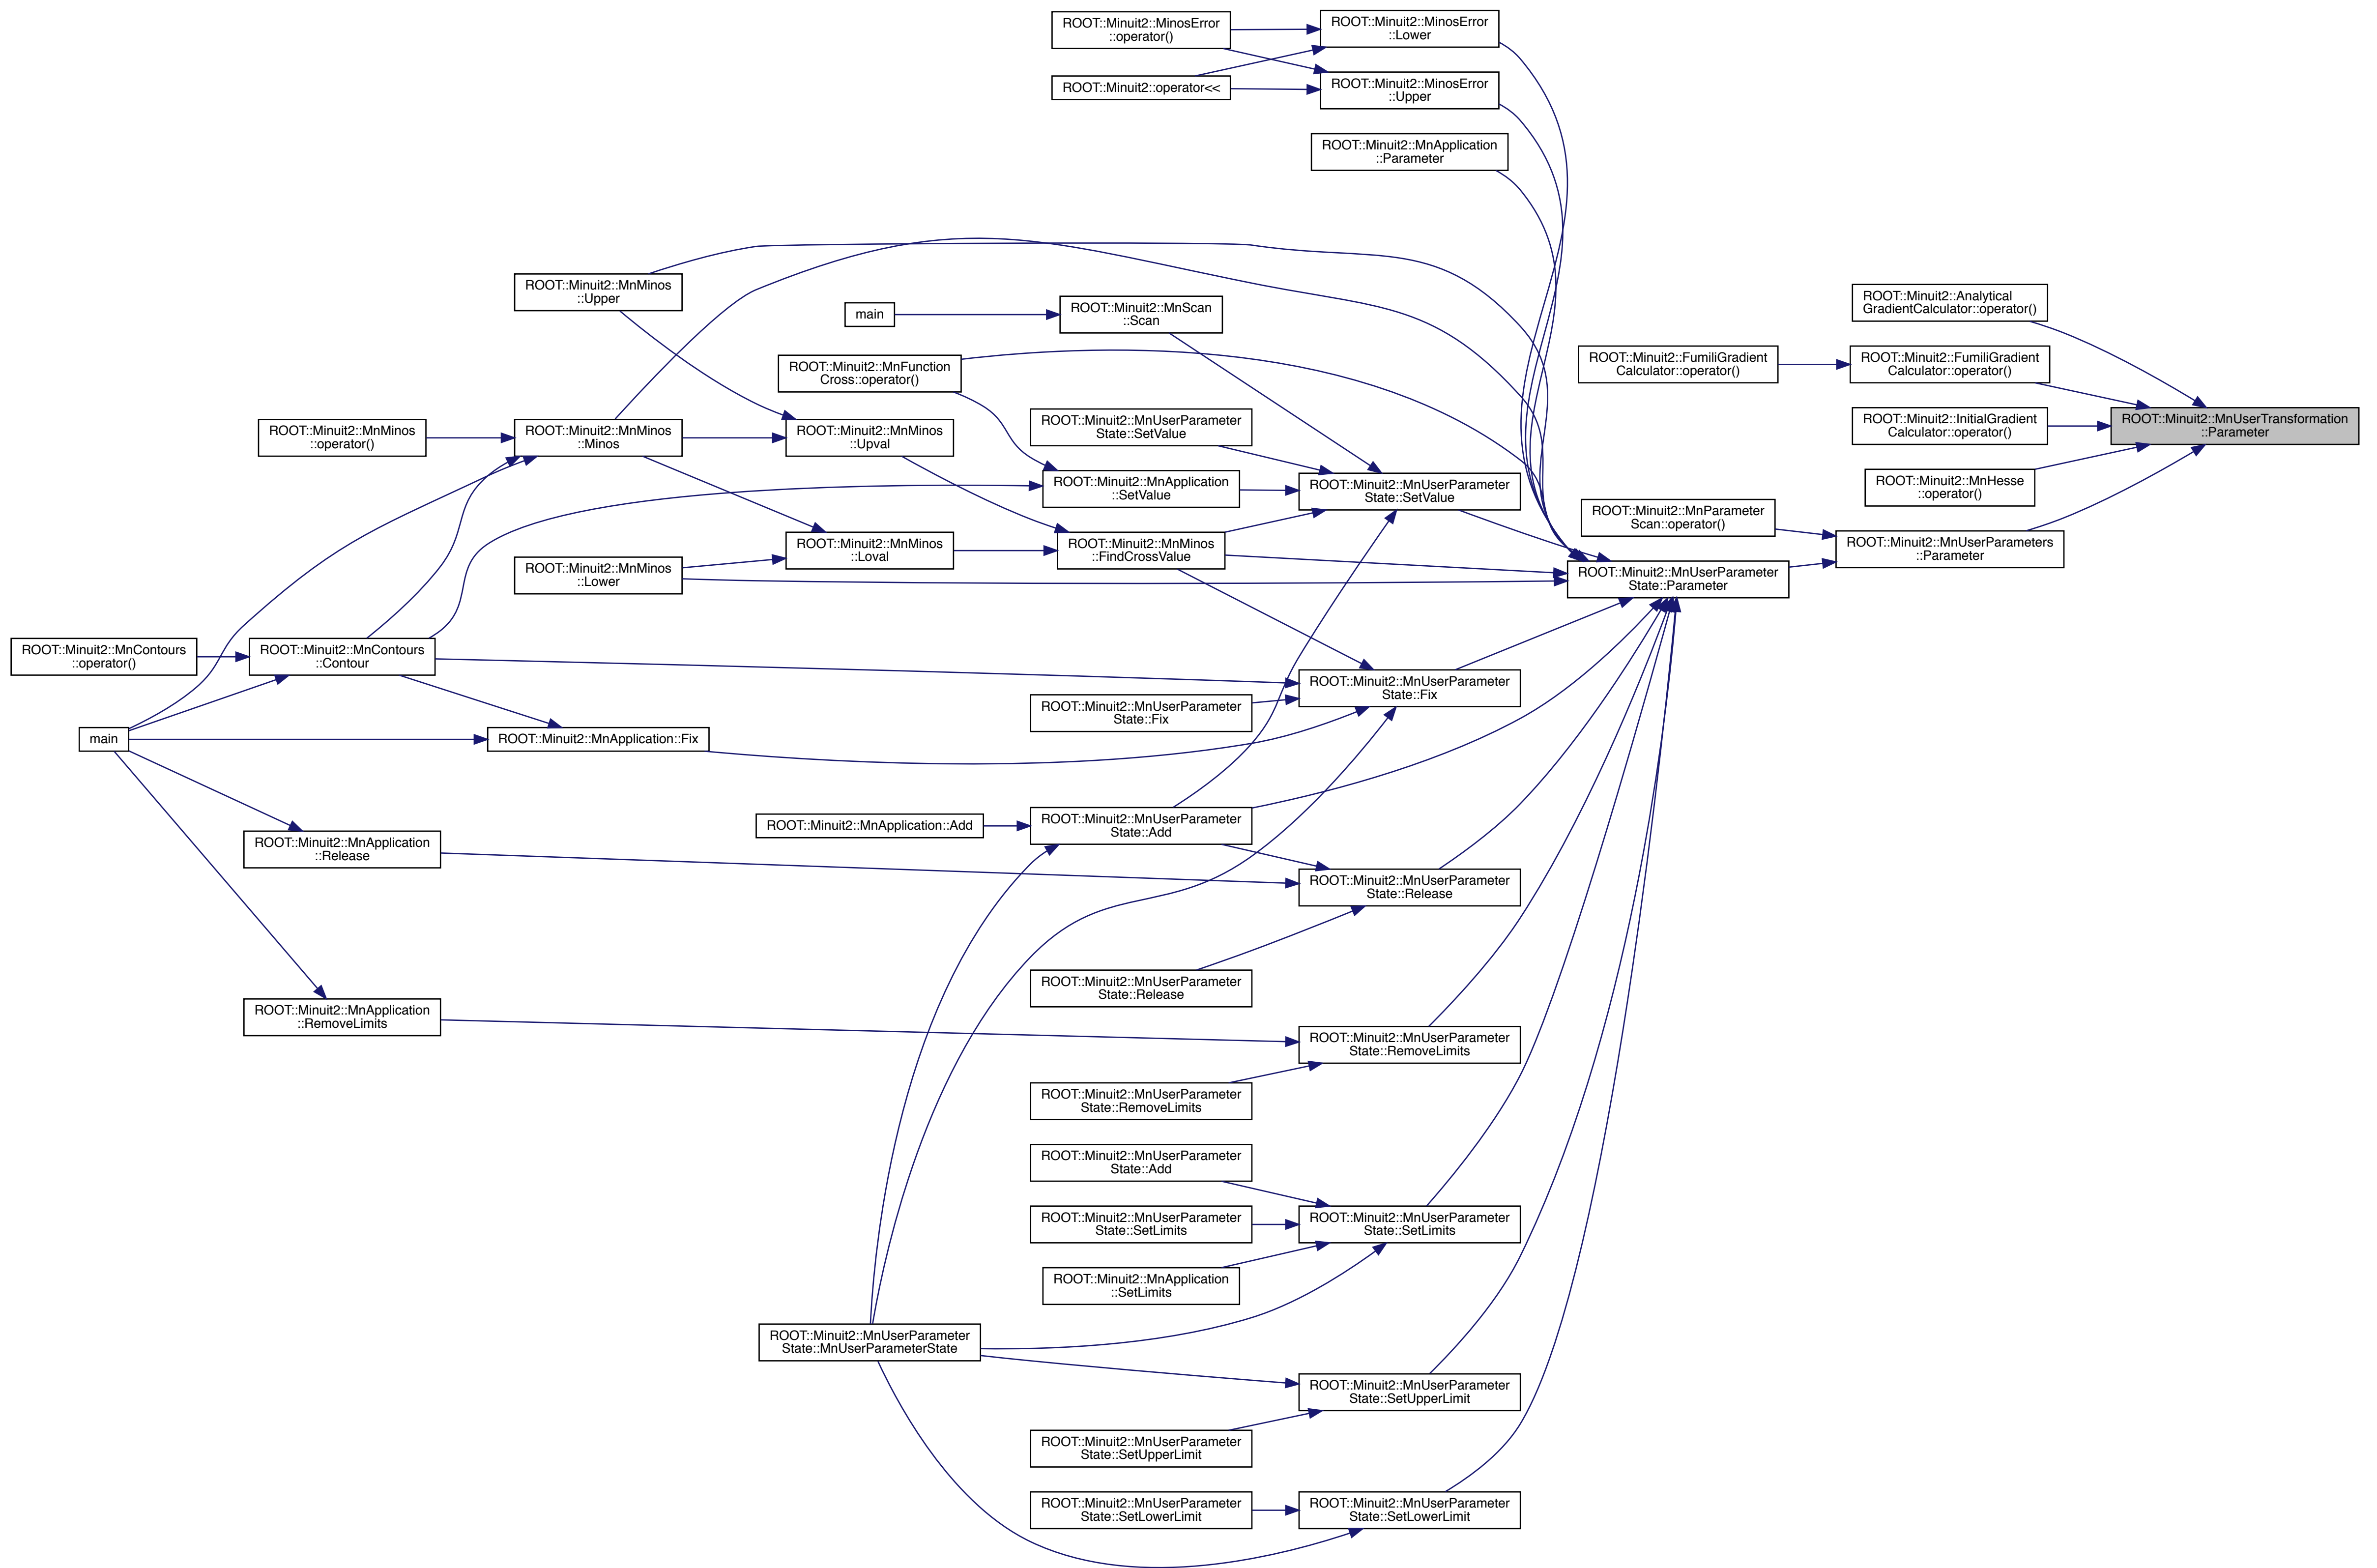 ROOT::Minuit2::MinosError
::operator()
ROOT::Minuit2::MinosError
::Lower
ROOT::Minuit2::operator<<
ROOT::Minuit2::MinosError
::Upper
ROOT::Minuit2::MnApplication
::Parameter
ROOT::Minuit2::MnMinos
::Upper
main
ROOT::Minuit2::MnScan
::Scan
ROOT::Minuit2::Analytical
GradientCalculator::operator()
ROOT::Minuit2::MnFunction
Cross::operator()
ROOT::Minuit2::FumiliGradient
Calculator::operator()
ROOT::Minuit2::FumiliGradient
Calculator::operator()
ROOT::Minuit2::MnMinos
::operator()
ROOT::Minuit2::MnMinos
::Minos
ROOT::Minuit2::MnMinos
::Upval
ROOT::Minuit2::MnUserParameter
State::SetValue
ROOT::Minuit2::InitialGradient
Calculator::operator()
ROOT::Minuit2::MnUserTransformation
::Parameter
ROOT::Minuit2::MnApplication
::SetValue
ROOT::Minuit2::MnUserParameter
State::SetValue
ROOT::Minuit2::MnHesse
::operator()
ROOT::Minuit2::MnParameter
Scan::operator()
ROOT::Minuit2::MnMinos
::Loval
ROOT::Minuit2::MnMinos
::FindCrossValue
ROOT::Minuit2::MnUserParameters
::Parameter
ROOT::Minuit2::MnMinos
::Lower
ROOT::Minuit2::MnUserParameter
State::Parameter
ROOT::Minuit2::MnContours
::operator()
ROOT::Minuit2::MnContours
::Contour
ROOT::Minuit2::MnUserParameter
State::Fix
ROOT::Minuit2::MnUserParameter
State::Fix
main
ROOT::Minuit2::MnApplication::Fix
ROOT::Minuit2::MnApplication::Add
ROOT::Minuit2::MnUserParameter
State::Add
ROOT::Minuit2::MnApplication
::Release
ROOT::Minuit2::MnUserParameter
State::Release
ROOT::Minuit2::MnUserParameter
State::Release
ROOT::Minuit2::MnApplication
::RemoveLimits
ROOT::Minuit2::MnUserParameter
State::RemoveLimits
ROOT::Minuit2::MnUserParameter
State::RemoveLimits
ROOT::Minuit2::MnUserParameter
State::Add
ROOT::Minuit2::MnUserParameter
State::SetLimits
ROOT::Minuit2::MnUserParameter
State::SetLimits
ROOT::Minuit2::MnApplication
::SetLimits
ROOT::Minuit2::MnUserParameter
State::MnUserParameterState
ROOT::Minuit2::MnUserParameter
State::SetUpperLimit
ROOT::Minuit2::MnUserParameter
State::SetUpperLimit
ROOT::Minuit2::MnUserParameter
State::SetLowerLimit
ROOT::Minuit2::MnUserParameter
State::SetLowerLimit